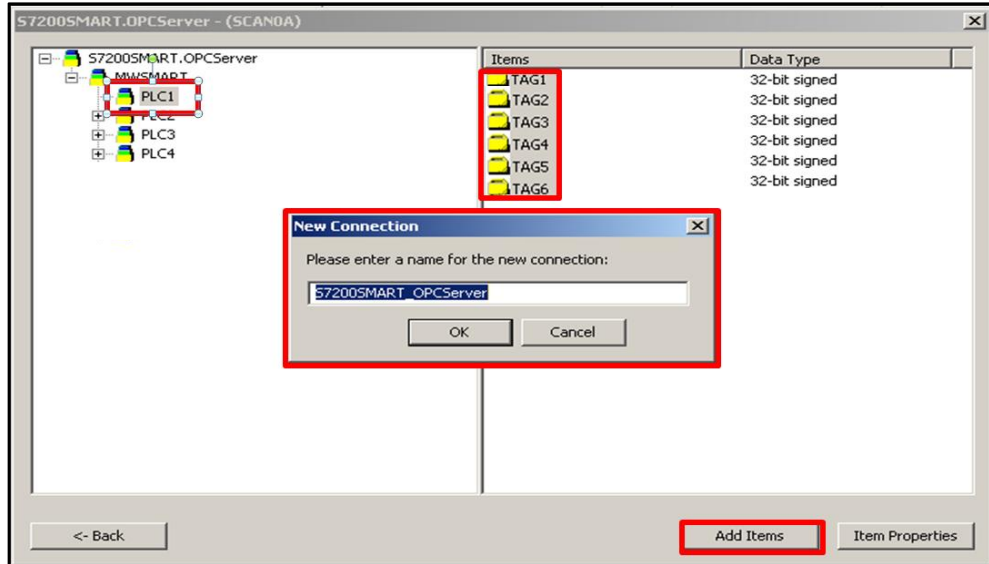 S7200SMART.OPCServer - (SCAN0A)
S7200SMART.OPCServer
MWSMART
PLC1
PLC2
PLC3
PLC4
Items Data Type
TAG1 32-bit signed
TAG2 32-bit signed
TAG3 32-bit signed
TAG4 32-bit signed
TAG5 32-bit signed
TAG6 32-bit signed
New Connection
Please enter a name for the new connection:
S7200SMART_OPCServer
OK Cancel
<- Back Add Items Item Properties